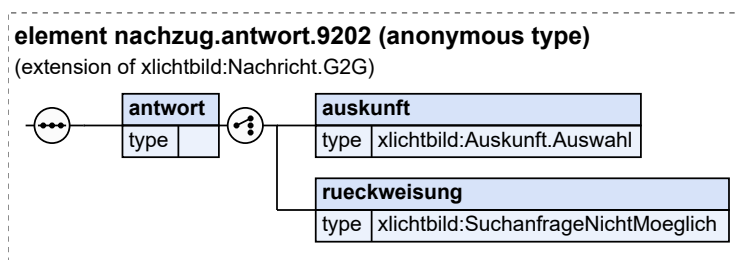 element nachzug.antwort.9202 (anonymous type)
(extension of xlichtbild:Nachricht.G2G)
antwort
type
auskunft
type xlichtbild:Auskunft.Auswahl
rueckweisung
type xlichtbild:SuchanfrageNichtMoeglich